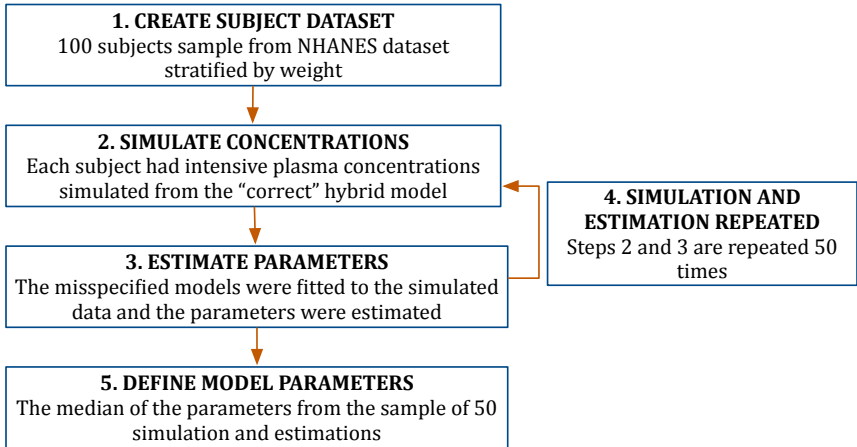 1. CREATE SUBJECT DATASET
100 subjects sample from NHANES dataset
stratified by weight
2. SIMULATE CONCENTRATIONS
Each subject had intensive plasma concentrations
simulated from the “correct” hybrid model
3. ESTIMATE PARAMETERS
The misspecified models were fitted to the simulated
data and the parameters were estimated
4. SIMULATION AND
ESTIMATION REPEATED
Steps 2 and 3 are repeated 50
times
5. DEFINE MODEL PARAMETERS
The median of the parameters from the sample of 50
simulation and estimations